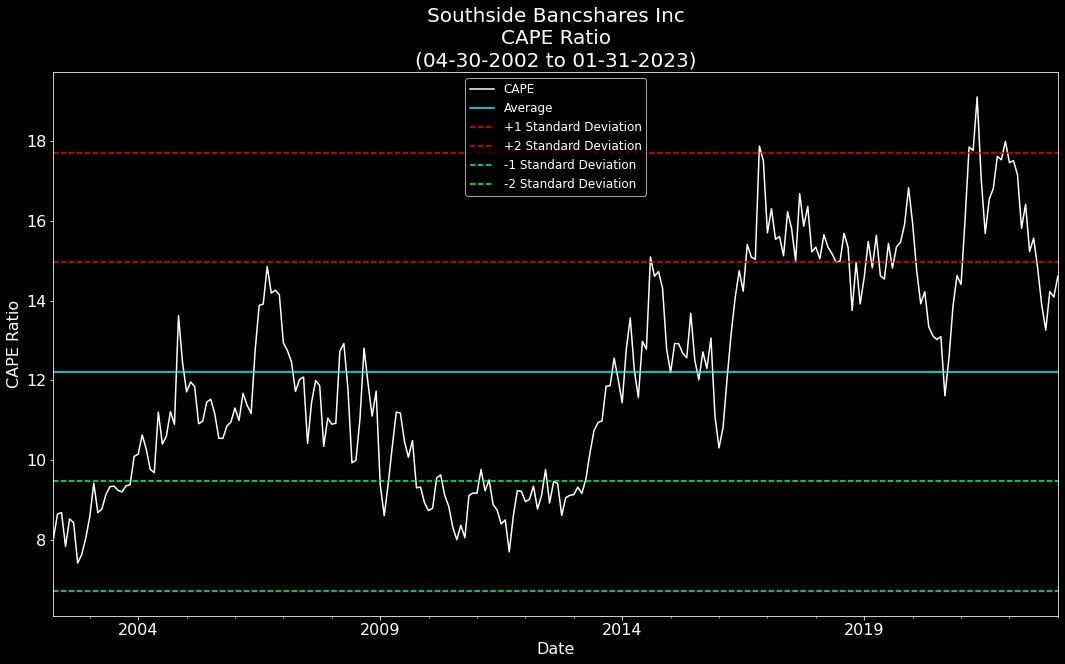 Southside Bancshares Inc
CAPE Ratio
(04-30-2002 to 01-31-2023)
CAPE
Average
+1 Standard Deviation
+2 Standard Deviation
-1 Standard Deviation
-2 Standard Deviation
18
16
14
12
10
8
CAPE Ratio
2004
2009
2014
2019
Date